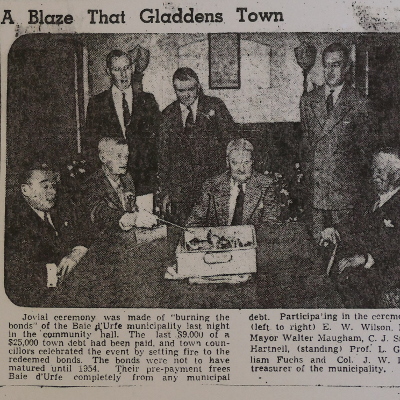 A Blaze That Gladdens Town
Jovial ceremony was made of "burning the
bonds" of the Baie d'Urfe municipality last night
in the community hall. The last $9,000 of a
$25,000 town debt had been paid, and town coun-
cillors celebrated the event by setting fire to the
redeemed bonds. The bonds were not to have
matured until 1954. Their pre-payment frees
Baie d'Urfe completely from any municipal
debt. Participating in the cerem
(left to right) E. W. Wilson,
Mayor Walter Maugham, C. J. S
Hartnell, (standing) Prof. L. G
liam Fuchs and Col. J. W.
treasurer of the municipality.